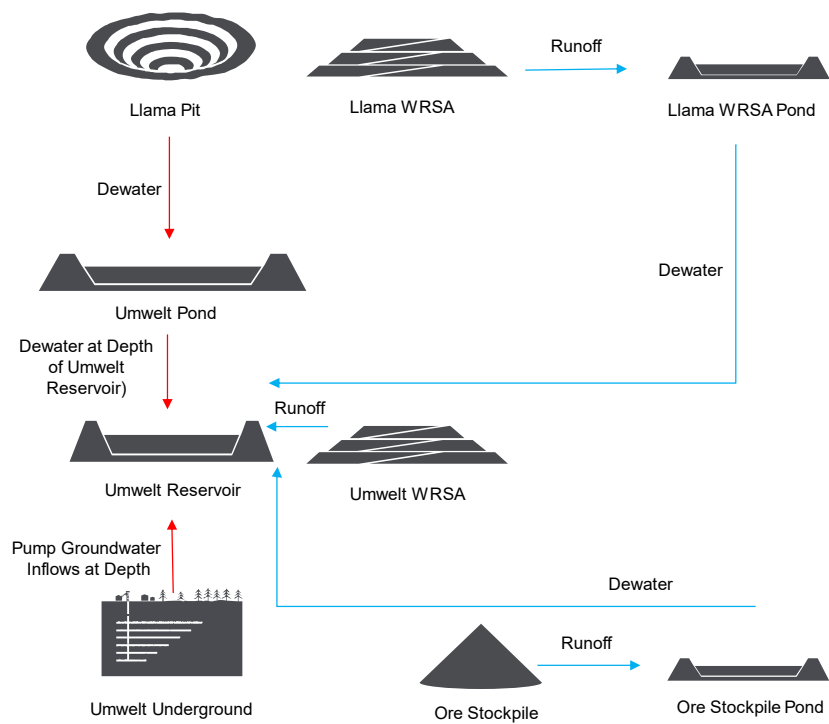 Runoff
Llama Pit
Llama WRSA
Llama WRSA Pond
Dewater
Dewater
Umwelt Pond
Dewater at Depth
of Umwelt
Reservoir)
Runoff
Umwelt Reservoir
Umwelt WRSA
Pump Groundwater
Inflows at Depth
Dewater
Runoff
Umwelt Underground
Ore Stockpile
Ore Stockpile Pond